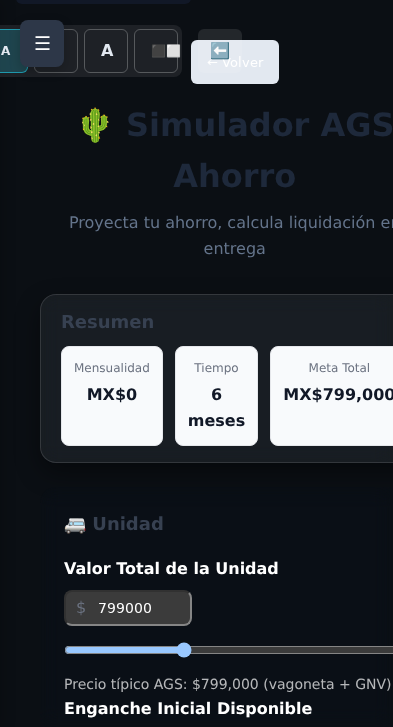 A
☰
A
← Volver
🌵 Simulador AGS
Ahorro
Proyecta tu ahorro, calcula liquidación
entrega
Resumen
Mensualidad
MX$0
Tiempo
6
meses
Meta Total
MX$799,000
🚐 Unidad
Valor Total de la Unidad
$ 799000
Precio típico AGS: $799,000 (vagoneta + GNV)
Enganche Inicial Disponible